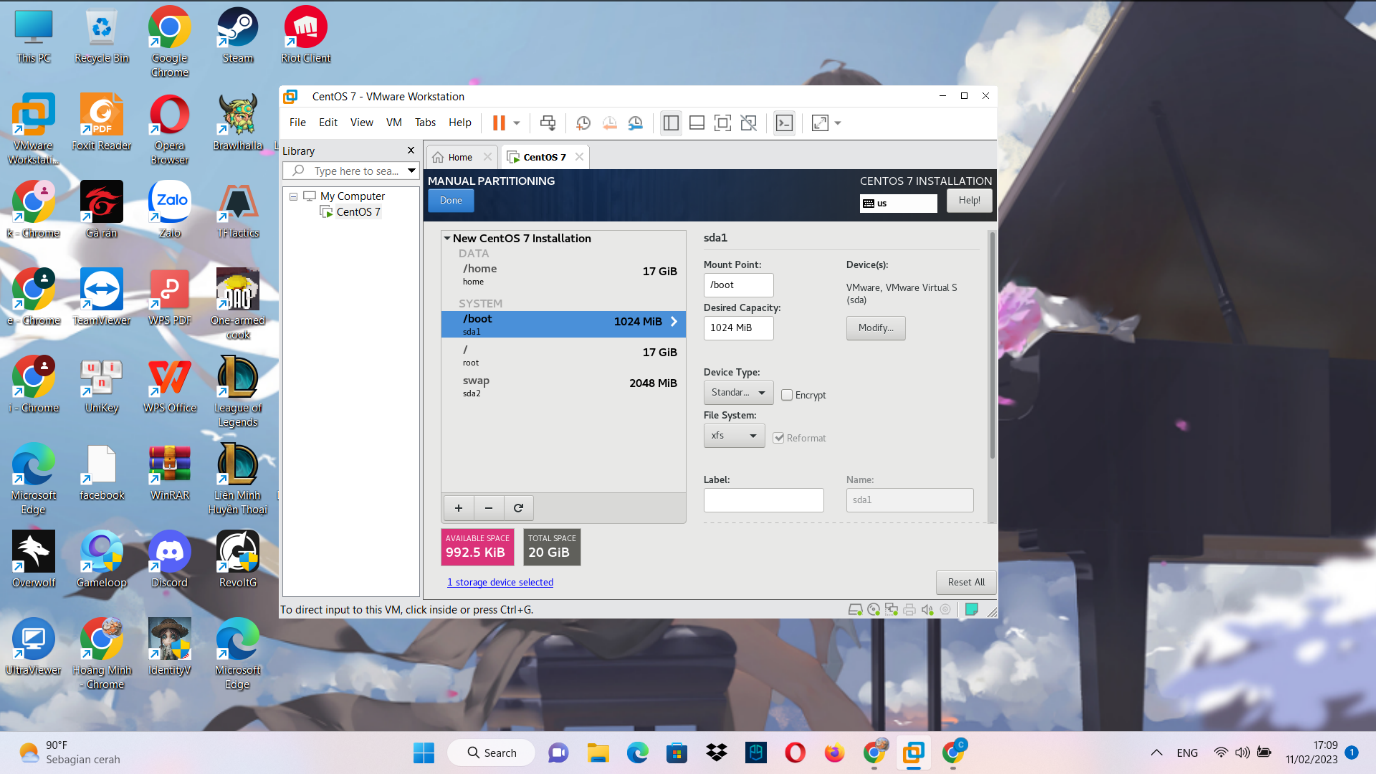 This PC
Recycle Bin
Google
Chrome
Steam
Riot Client
VMware
Workstati...
Foxit Reader
Opera
Browser
Brawlhalla
k - Chrome
Zalo
Zalo
TFTactics
e - Chrome
TeamViewer
WPS PDF
One-armed
cook
i - Chrome
UniKey
WPS Office
League of
Legends
Microsoft
Edge
facebook
WinRAR
Liên Minh
Huyền Thoại
Overwolf
Gameloop
Discord
RevoltG
UltraViewer
Hoàng Minh
- Chrome
IdentityV
Microsoft
Edge
CentOS 7 - VMware Workstation
File Edit View VM Tabs Help
Library
Type here to sea...
My Computer
CentOS 7
Home
CentOS 7
MANUAL PARTITIONING
Done
CENTOS 7 INSTALLATION
us
Help!
New CentOS 7 Installation
DATA
/home 17 GiB
home
SYSTEM
/boot 1024 MiB
sda1
/ 17 GiB
root
swap 2048 MiB
sda2
AVAILABLE SPACE
992.5 KiB
TOTAL SPACE
20 GiB
1 storage device selected
sda1
Mount Point:
/boot
Desired Capacity:
1024 MiB
Device(s):
VMware, VMware Virtual S
(sda)
Modify...
Device Type:
Standar...
Encrypt
File System:
xfs
Reformat
Label:
Name:
sda1
Reset All
To direct input to this VM, click inside or press Ctrl+G.
90°F
Sebagian cerah
Search
ENG
17:09
11/02/2023
1